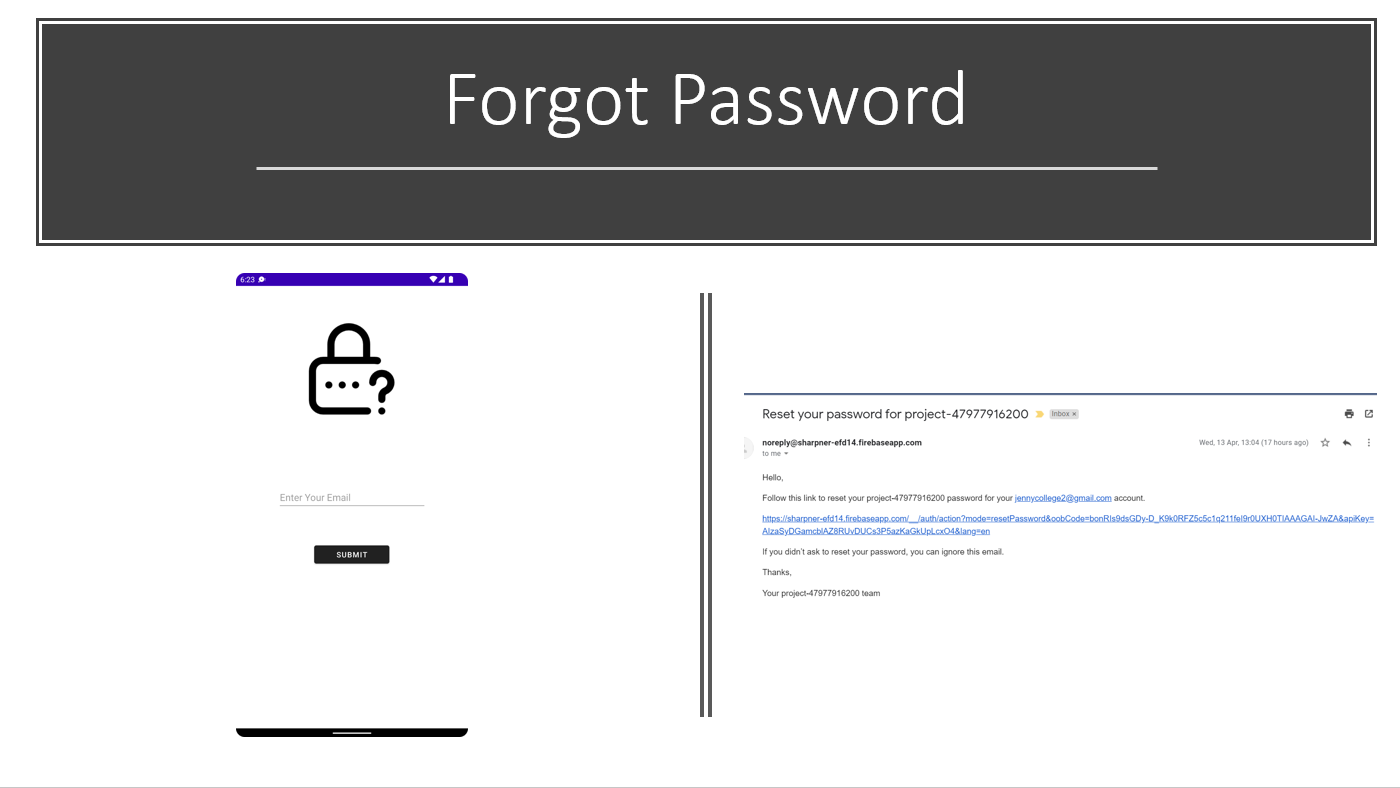 Forgot Password
6:23
Enter Your Email
SUBMIT
Reset your password for project-47977916200
Inbox ×
noreply@sharpner-efd14.firebaseapp.com
Wed, 13 Apr, 13:04 (17 hours ago)
to me
Hello,
Follow this link to reset your project-47977916200 password for your jennycollege2@gmail.com account.
https://sharpner-efd14.firebaseapp.com/__/auth/action?mode=resetPassword&oobCode=bonRIs9dsGDy-D_K9k0RFZ5c5c1q211feI9r0UXH0TIAAAGAI-JwZA&apiKey=
AIzaSyDGamcblAZ8RUvDUCs3P5azKaGkUpLcxO4&lang=en
If you didn't ask to reset your password, you can ignore this email.
Thanks,
Your project-47977916200 team